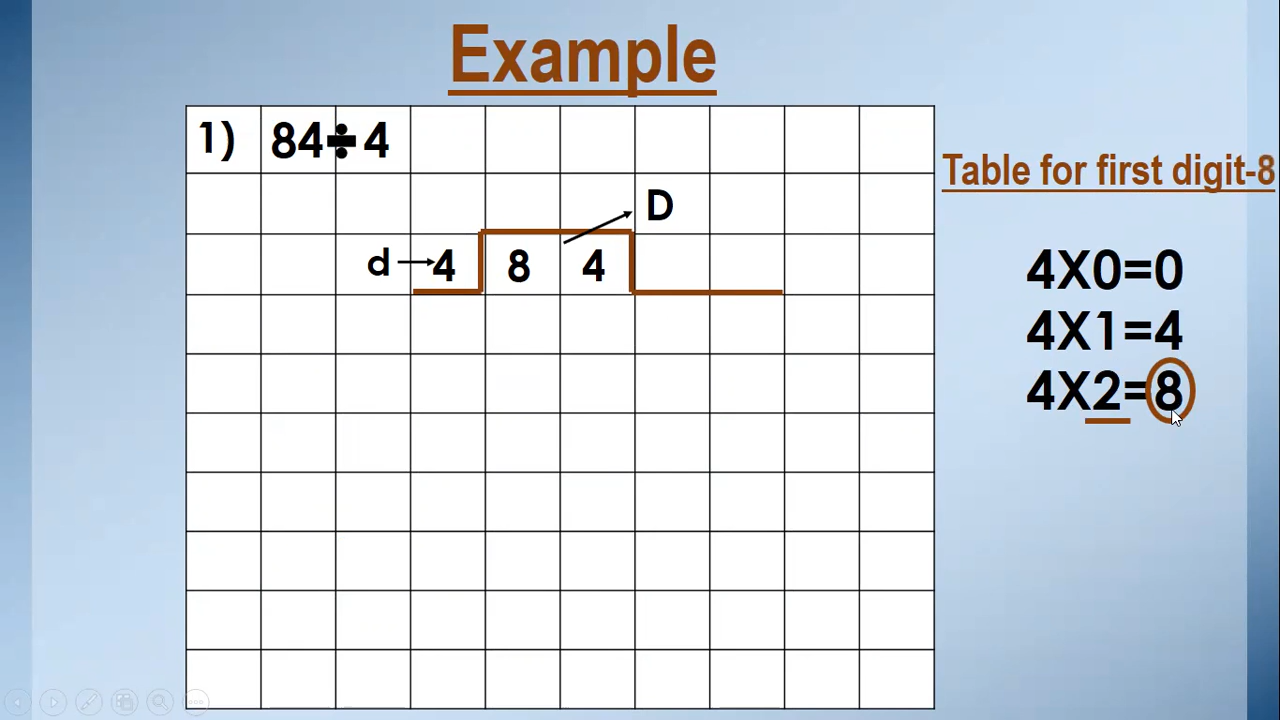 Example
1) 84÷4
D
d 4 8 4
Table for first digit-8
4X0=0
4X1=4
4X2=8